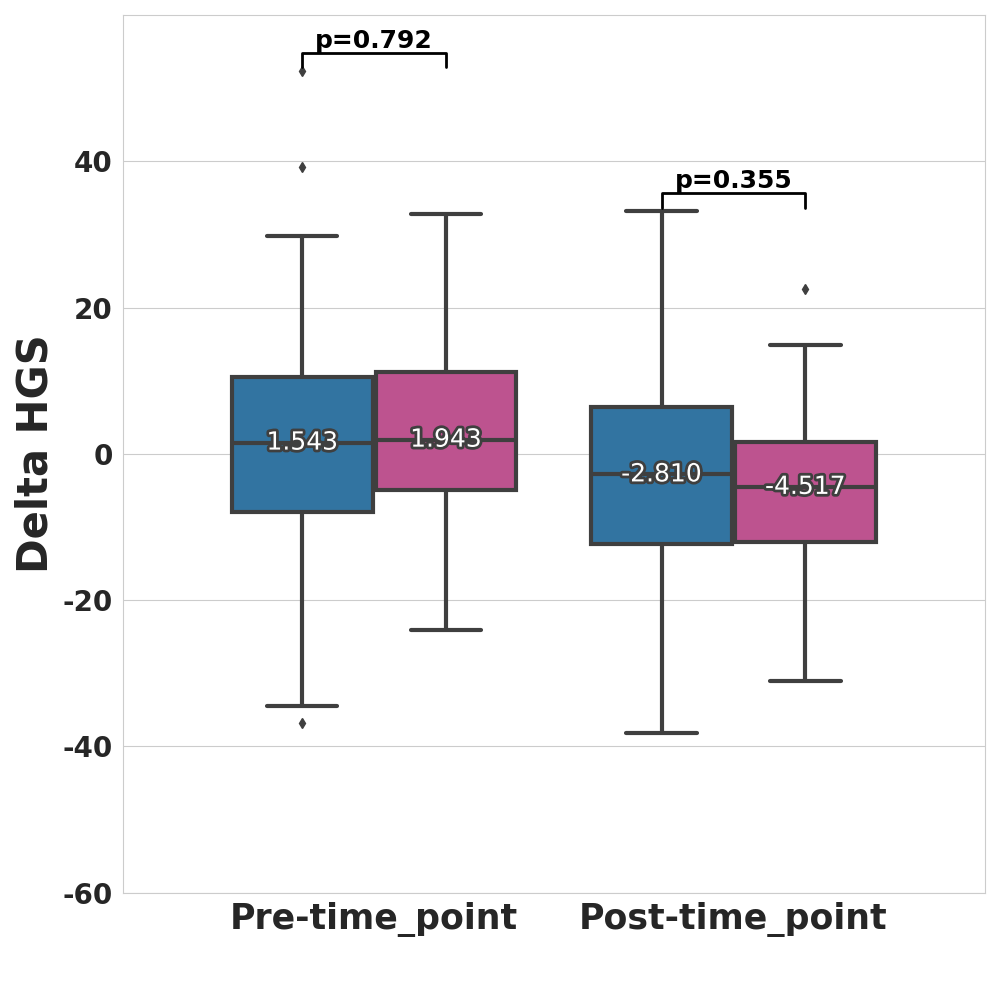 p=0.792
40
p=0.355
20
Delta HGS
1.543
1.943
0
-2.810
-4.517
-20
-40
-60
Pre-time_point
Post-time_point